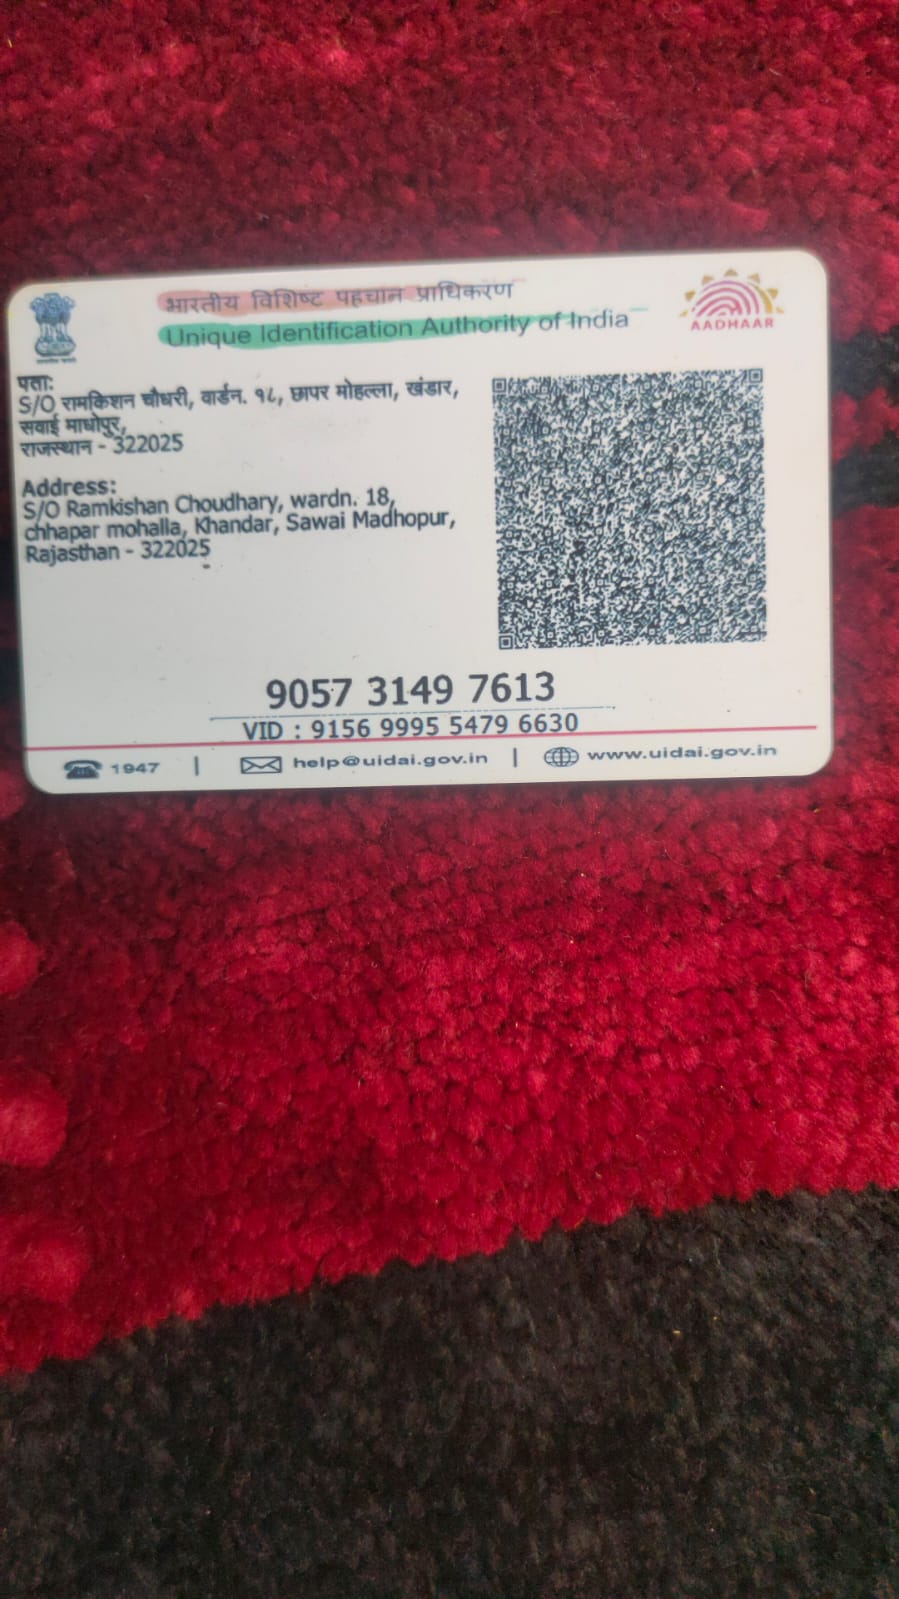 भारतीय विशिष्ट पहचान प्राधिकरण
Unique Identification Authority of India
AADHAAR
पता:
S/O रामकिशन चौधरी, वार्डन. १८, छापर मोहल्ला, खंडार,
सवाई माधोपुर,
राजस्थान - 322025
Address:
S/O Ramkishan Choudhary, wardn. 18,
chhapar mohalla, Khandar, Sawai Madhopur,
Rajasthan - 322025
9057 3149 7613
VID : 9156 9995 5479 6630
1947 | help@uidai.gov.in | www.uidai.gov.in